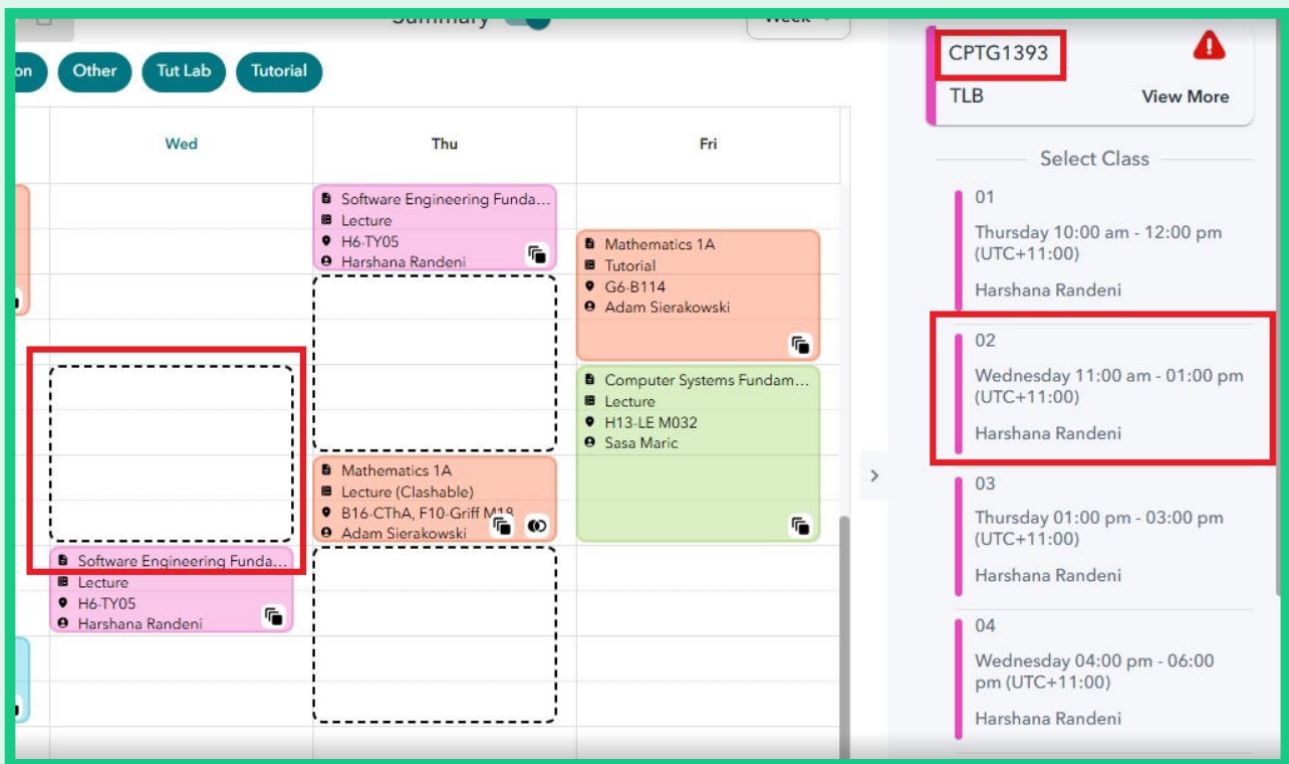 Summary
Week
on
Other
Tut Lab
Tutorial
Wed
Thu
Fri
Software Engineering Funda...
Lecture
H6-TY05
Harshana Randeni
Mathematics 1A
Tutorial
G6-B114
Adam Sierakowski
Computer Systems Fundam...
Lecture
H13-LE M032
Sasa Maric
Mathematics 1A
Lecture (Clashable)
B16-CThA, F10-Griff M18
Adam Sierakowski
Software Engineering Funda...
Lecture
H6-TY05
Harshana Randeni
CPTG1393
TLB
View More
Select Class
01
Thursday 10:00 am - 12:00 pm
(UTC+11:00)
Harshana Randeni
02
Wednesday 11:00 am - 01:00 pm
(UTC+11:00)
Harshana Randeni
03
Thursday 01:00 pm - 03:00 pm
(UTC+11:00)
Harshana Randeni
04
Wednesday 04:00 pm - 06:00
pm (UTC+11:00)
Harshana Randeni